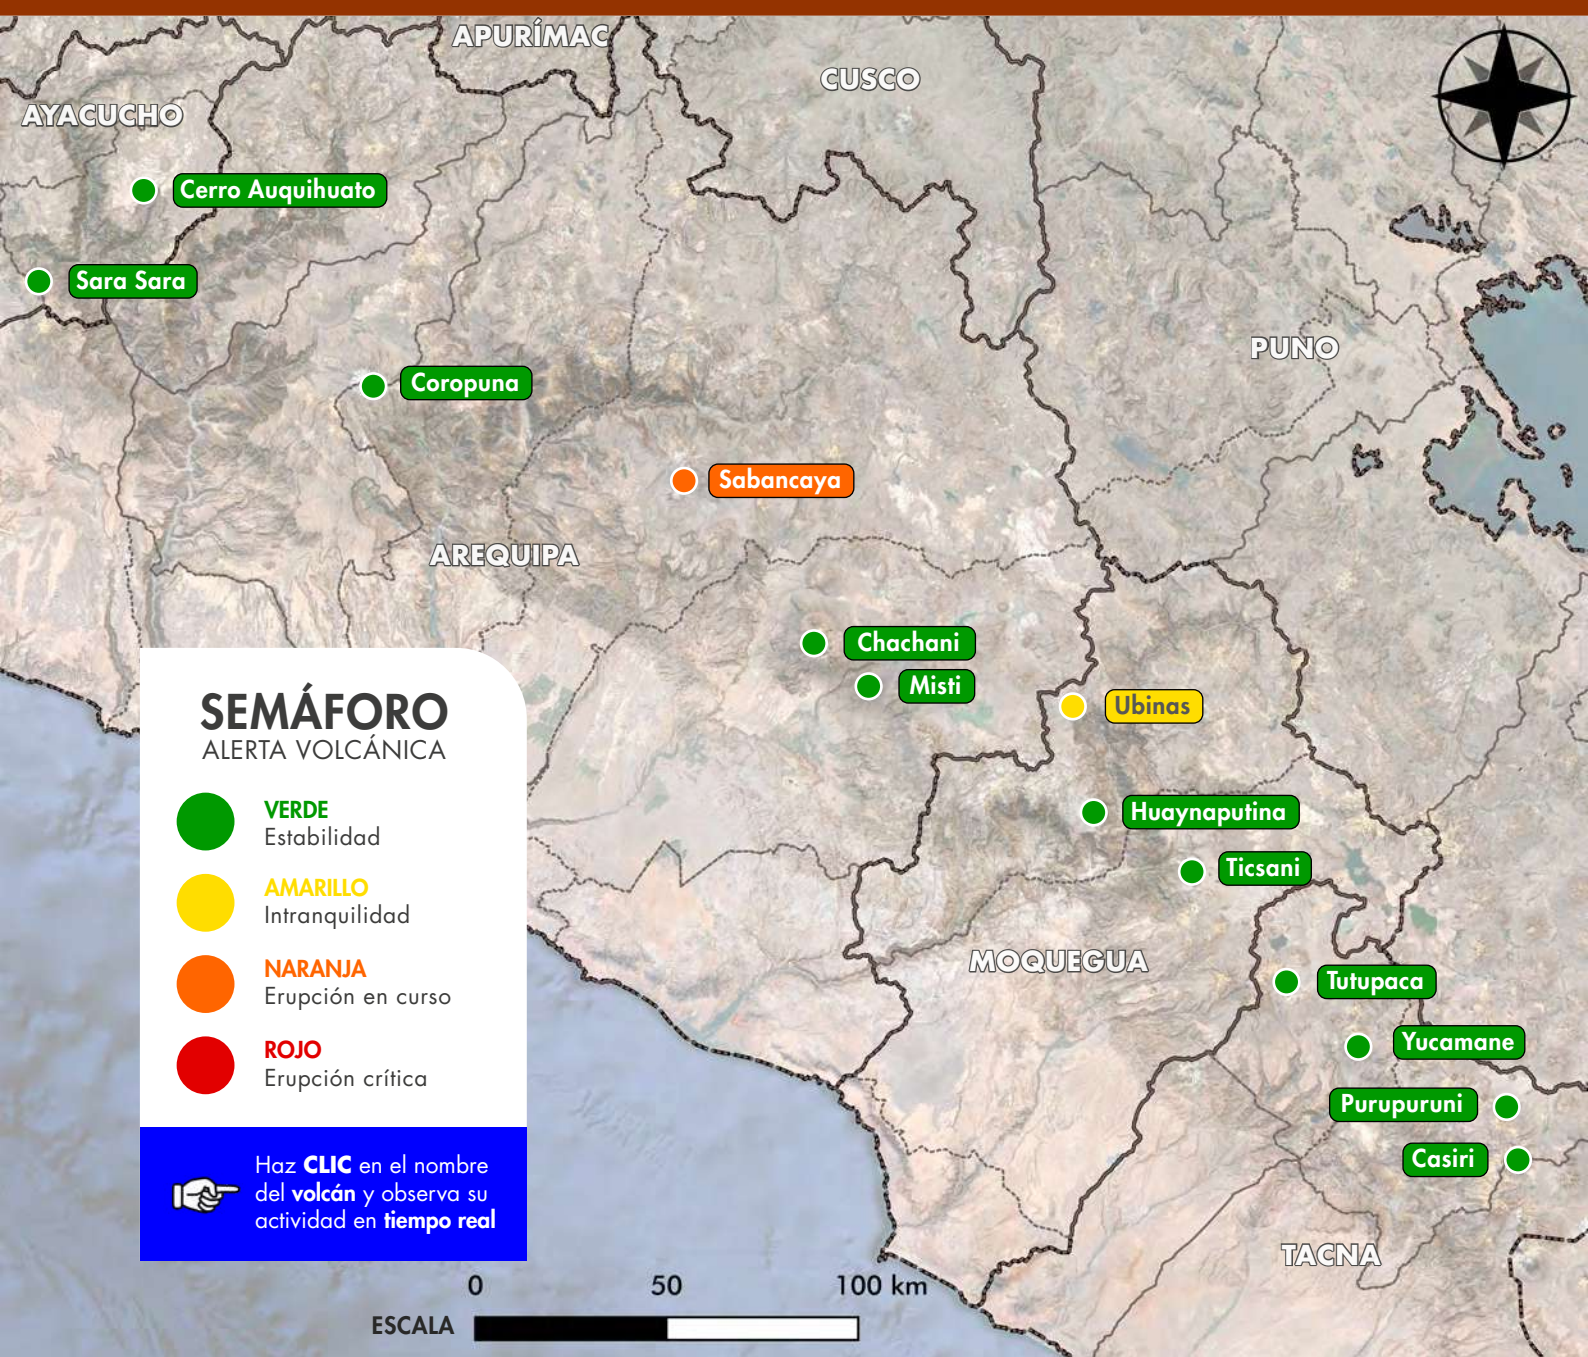 APURÍMAC
CUSCO
AYACUCHO
Cerro Auquihuato
Sara Sara
PUNO
Coropuna
Sabancaya
AREQUIPA
Chachani
Misti
Ubinas
Huaynaputina
Ticsani
MOQUEGUA
Tutupaca
Yucamane
Purupuruni
Casiri
TACNA
SEMÁFORO
ALERTA VOLCÁNICA
VERDE
Estabilidad
AMARILLO
Intranquilidad
NARANJA
Erupción en curso
ROJO
Erupción crítica
Haz CLIC en el nombre
del volcán y observa su
actividad en tiempo real
0 50 100 km
ESCALA